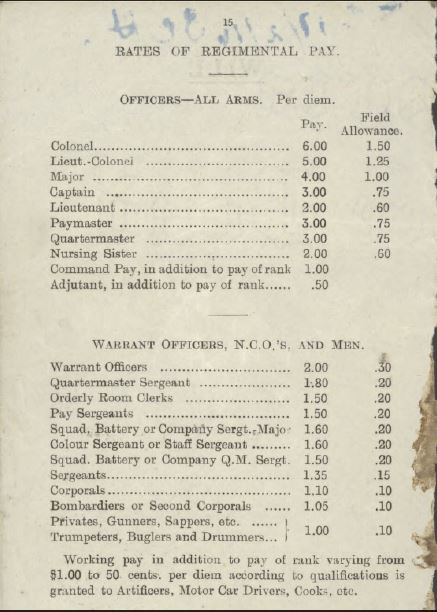 15
RATES OF REGIMENTAL PAY.
OFFICERS—ALL ARMS. Per diem.
Pay. Field Allowance.
Colonel........................................ 6.00 1.50
Lieut.-Colonel ............................. 5.00 1.25
Major .......................................... 4.00 1.00
Captain ....................................... 3.00 .75
Lieutenant ................................... 2.00 .60
Paymaster ................................... 3.00 .75
Quartermaster ............................. 3.00 .75
Nursing Sister .............................. 2.00 .60
Command Pay, in addition to pay of rank 1.00
Adjutant, in addition to pay of rank...... .50
WARRANT OFFICERS, N.C.O.'S, AND MEN.
Warrant Officers .......................... 2.00 .30
Quartermaster Sergeant .................. 1.80 .20
Orderly Room Clerks ..................... 1.50 .20
Pay Sergeants .............................. 1.50 .20
Squad, Battery or Company Sergt.-Major 1.60 .20
Colour Sergeant or Staff Sergeant ........ 1.60 .20
Squad. Battery or Company Q.M. Sergt. 1.50 .20
Sergeants..................................... 1.35 .15
Corporals..................................... 1.10 .10
Bombardiers or Second Corporals ...... 1.05 .10
Privates, Gunners, Sappers, etc. ......
Trumpeters, Buglers and Drummers... } 1.00 .10
Working pay in addition to pay of rank varying from
$1.00 to 50 cents. per diem according to qualifications is
granted to Artificers, Motor Car Drivers, Cooks, etc.